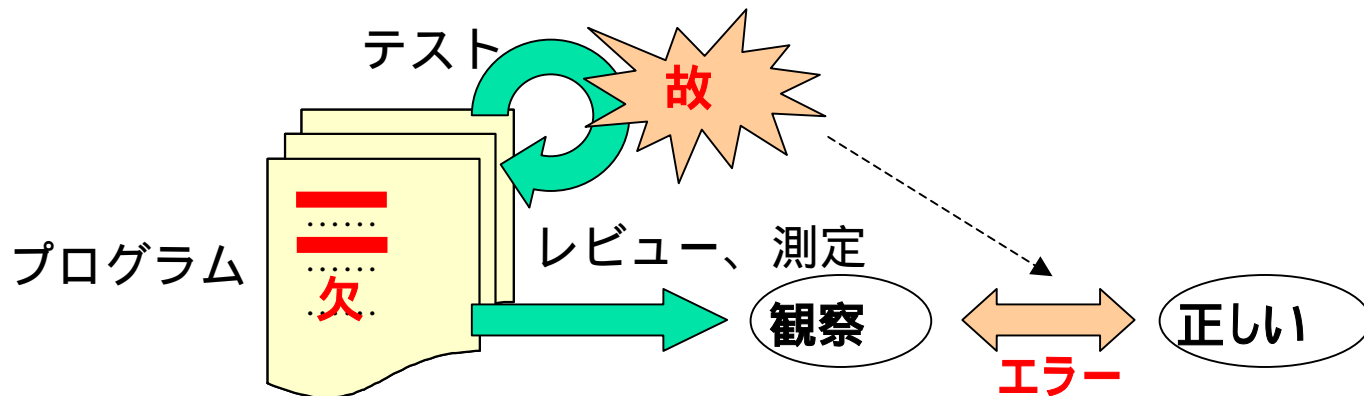 テスト
故
プログラム
......
......
欠
......
レビュー、測定
観察
正しい
エラー